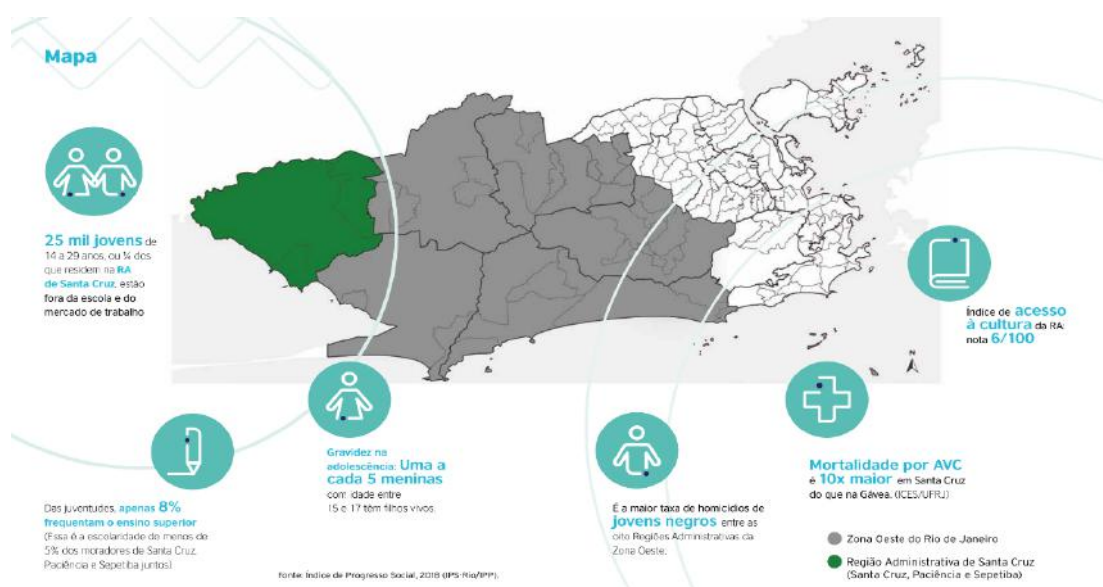 Mapa
25 mil jovens de
14 a 29 anos, ou ¼ dos
que residem na RA
de Santa Cruz, estão
fora da escola e do
mercado de trabalho
Índice de acesso
à cultura da RA:
nota 6/100
N
Gravidez na
adolescência: Uma a
cada 5 meninas
com idade entre
15 e 17 têm filhos vivos.
Das juventudes, apenas 8%
frequentam o ensino superior
(Essa é a escolaridade de menos de
5% dos moradores de Santa Cruz,
Paciência e Sepetiba juntos)
É a maior taxa de homicídios de
jovens negros entre as
oito Regiões Administrativas da
Zona Oeste.
Mortalidade por AVC
é 10x maior em Santa Cruz
do que na Gávea. (ICES/UFRJ)
Zona Oeste do Rio de Janeiro
Região Administrativa de Santa Cruz
(Santa Cruz, Paciência e Sepetiba)
Fonte: Índice de Progresso Social, 2018 (IPS-Rio/IPP).